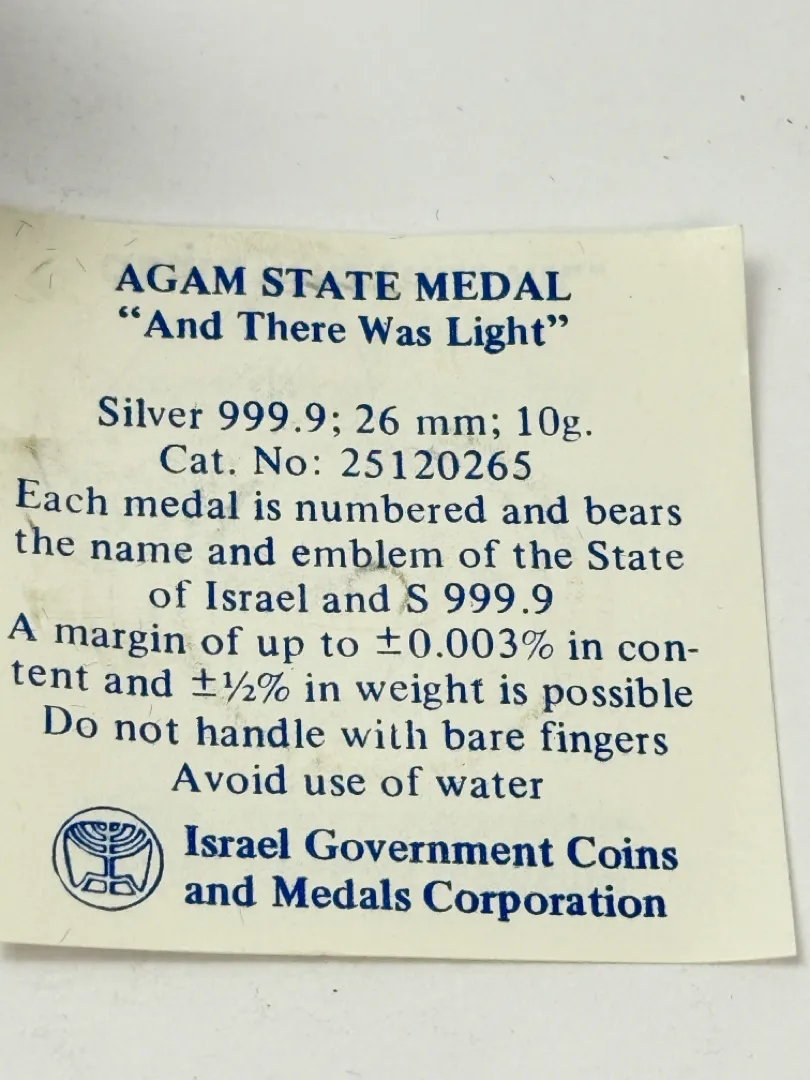 AGAM STATE MEDAL
“And There Was Light”
Silver 999.9; 26 mm; 10g.
Cat. No: 25120265
Each medal is numbered and bears
the name and emblem of the State
of Israel and S 999.9
A margin of up to ±0.003% in con-
tent and ±½% in weight is possible
Do not handle with bare fingers
Avoid use of water
Israel Government Coins
and Medals Corporation